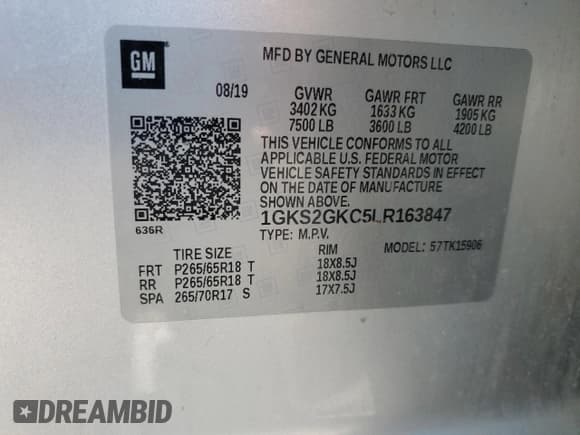 GM
MFD BY GENERAL MOTORS LLC
08/19 GVWR GAWR FRT GAWR RR
3402 KG 1633 KG 1905 KG
7500 LB 3600 LB 4200 LB
THIS VEHICLE CONFORMS TO ALL
APPLICABLE U.S. FEDERAL MOTOR
VEHICLE SAFETY STANDARDS IN EFFECT
ON THE DATE OF MANUFACTURE
SHOWN ABOVE.
636R 1GKS2GKC5LR163847
TYPE: M.P.V. MODEL: 57TK15906
TIRE SIZE RIM
FRT P265/65R18 T 18X8.5J
RR P265/65R18 T 18X8.5J
SPA 265/70R17 S 17X7.5J
DREAMBID